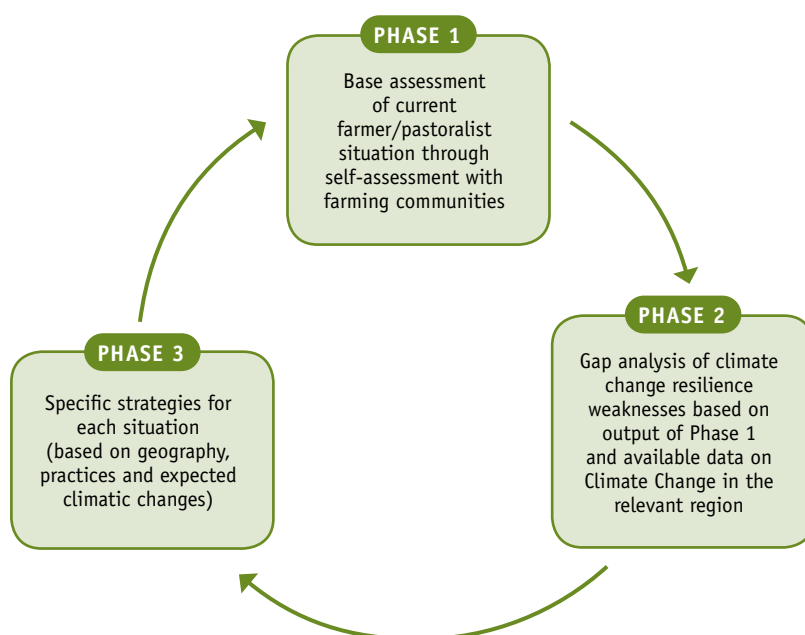 PHASE 1
Base assessment
of current
farmer/pastoralist
situation through
self-assessment with
farming communities
PHASE 2
Gap analysis of climate
change resilience
weaknesses based on
output of Phase 1
and available data on
Climate Change in the
relevant region
PHASE 3
Specific strategies for
each situation
(based on geography,
practices and expected
climatic changes)